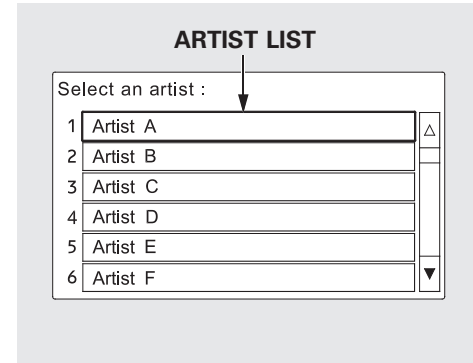 ARTIST LIST
Select an artist :
1 Artist A
2 Artist B
3 Artist C
4 Artist D
5 Artist E
6 Artist F